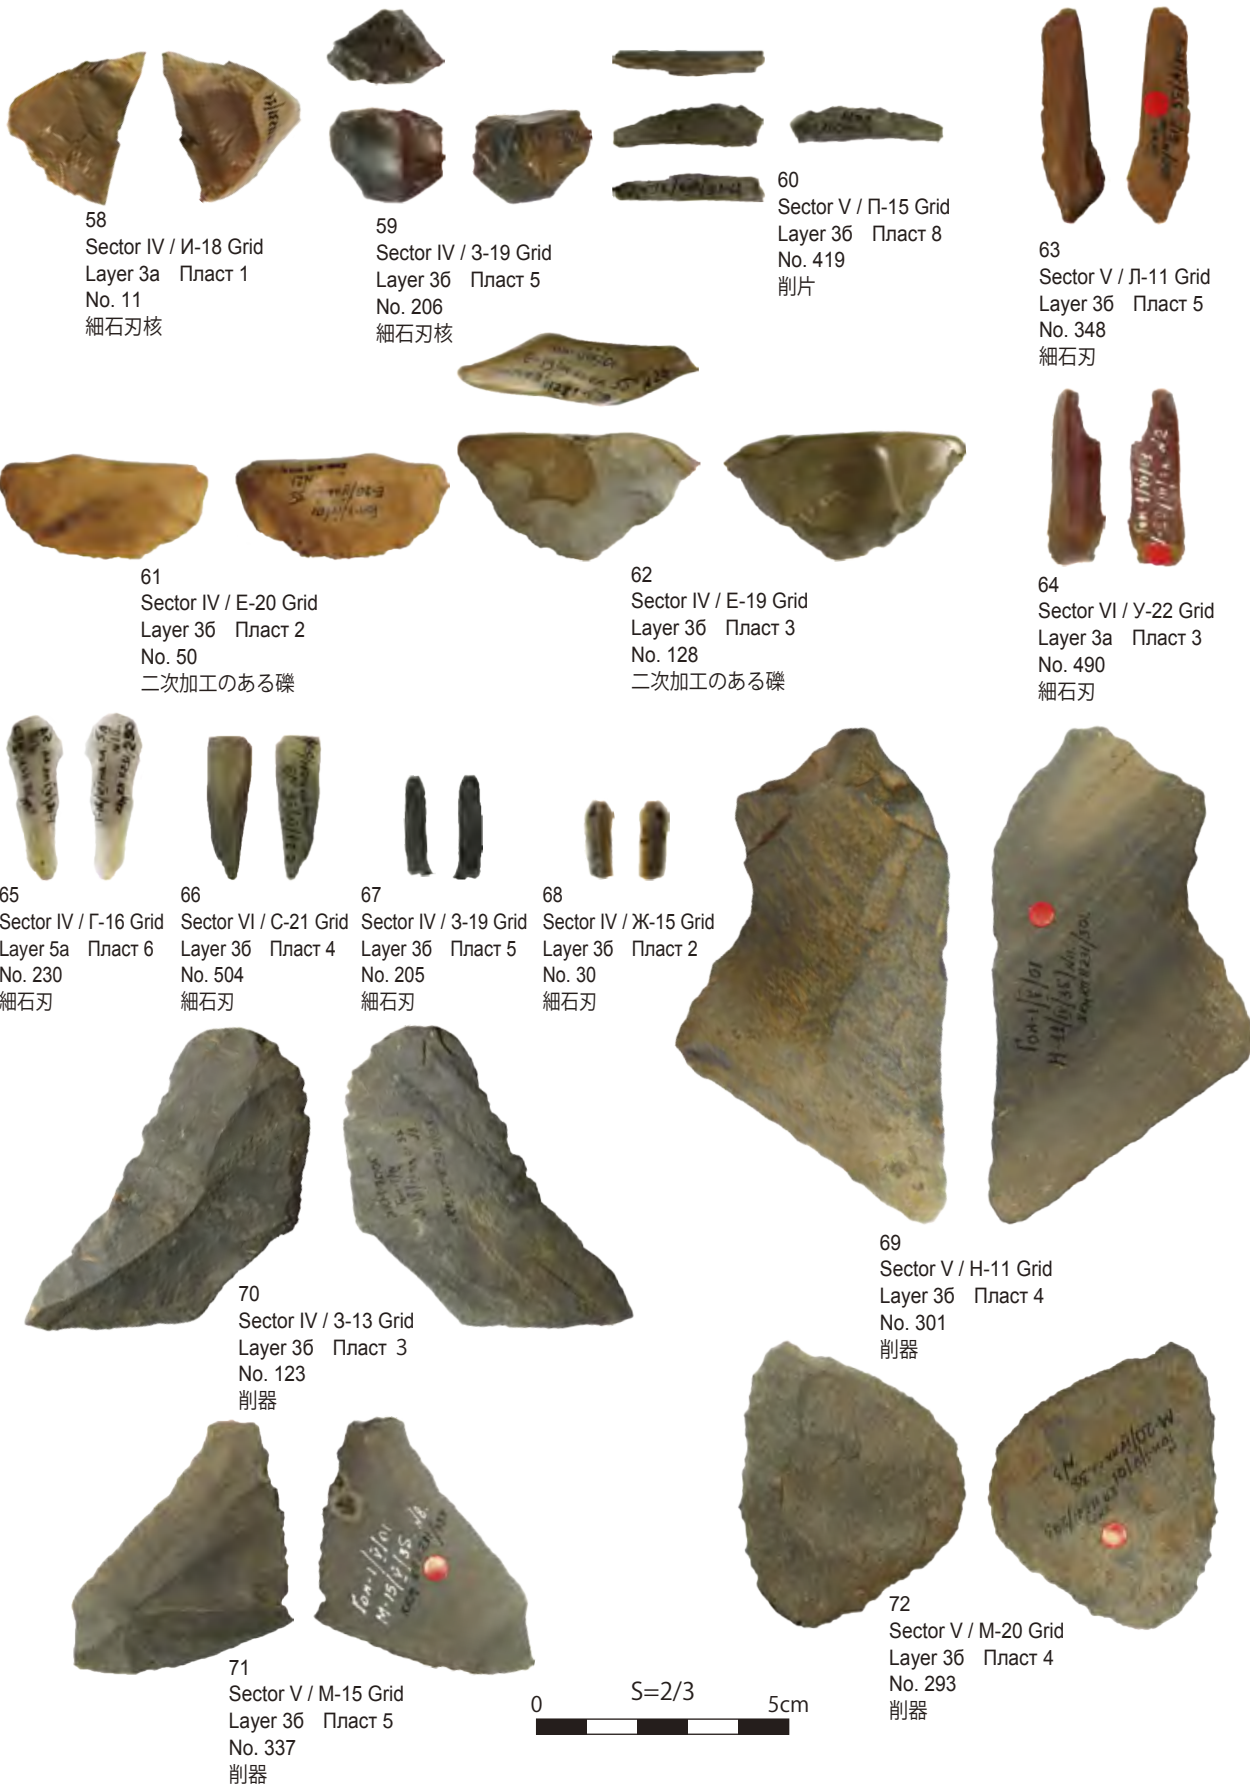 58
Sector IV / И-18 Grid
Layer 3a Пласт 1
No. 11
細石刃核
59
Sector IV / З-19 Grid
Layer 3б Пласт 5
No. 206
細石刃核
60
Sector V / П-15 Grid
Layer 3б Пласт 8
No. 419
削片
63
Sector V / Л-11 Grid
Layer 3б Пласт 5
No. 348
細石刃
61
Sector IV / Е-20 Grid
Layer 3б Пласт 2
No. 50
二次加工のある礫
62
Sector IV / Е-19 Grid
Layer 3б Пласт 3
No. 128
二次加工のある礫
64
Sector VI / У-22 Grid
Layer 3a Пласт 3
No. 490
細石刃
65
Sector IV / Г-16 Grid
Layer 5a Пласт 6
No. 230
細石刃
66
Sector VI / С-21 Grid
Layer 3б Пласт 4
No. 504
細石刃
67
Sector IV / З-19 Grid
Layer 3б Пласт 5
No. 205
細石刃
68
Sector IV / Ж-15 Grid
Layer 3б Пласт 2
No. 30
細石刃
69
Sector V / Н-11 Grid
Layer 3б Пласт 4
No. 301
削器
70
Sector IV / З-13 Grid
Layer 3б Пласт 3
No. 123
削器
71
Sector V / М-15 Grid
Layer 3б Пласт 5
No. 337
削器
72
Sector V / М-20 Grid
Layer 3б Пласт 4
No. 293
削器
Гон-1/V/01
М-15/V/3б
0 S=2/3 5cm